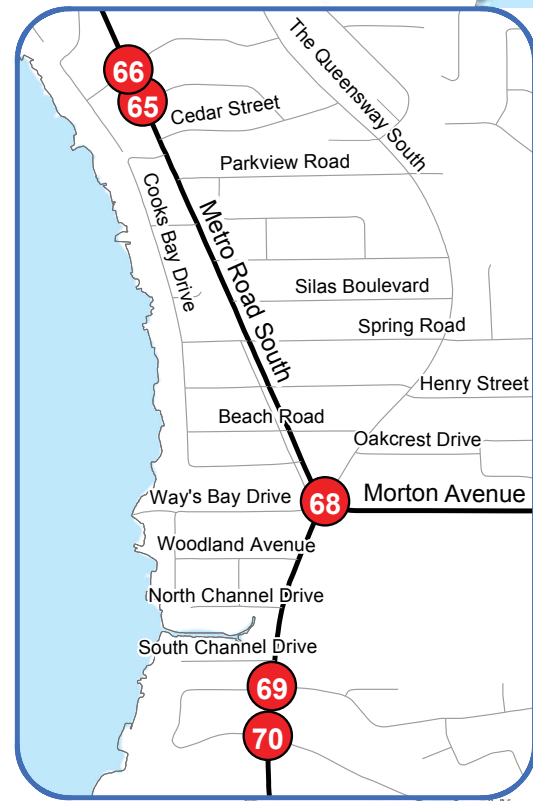 66
65
Cedar Street
The Queensway South
Parkview Road
Cooks Bay Drive
Metro Road South
Silas Boulevard
Spring Road
Henry Street
Beach Road
Oakcrest Drive
Way's Bay Drive
68
Morton Avenue
Woodland Avenue
North Channel Drive
South Channel Drive
69
70